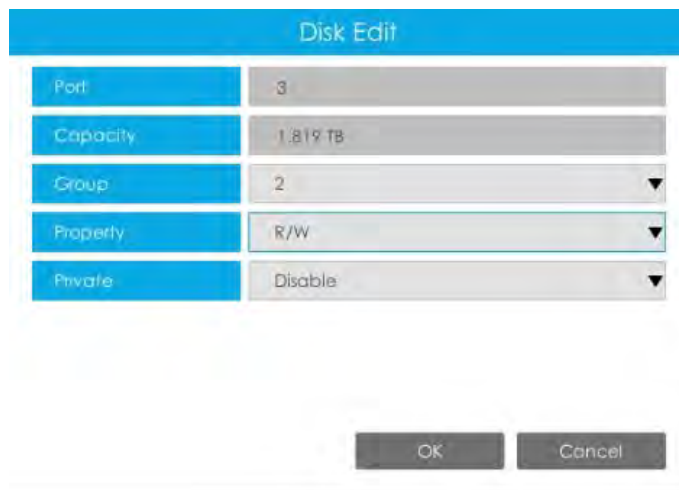 Disk Edit
Port 3
Capacity 1.819 TB
Group 2
Property R/W
Private Disable
OK Cancel